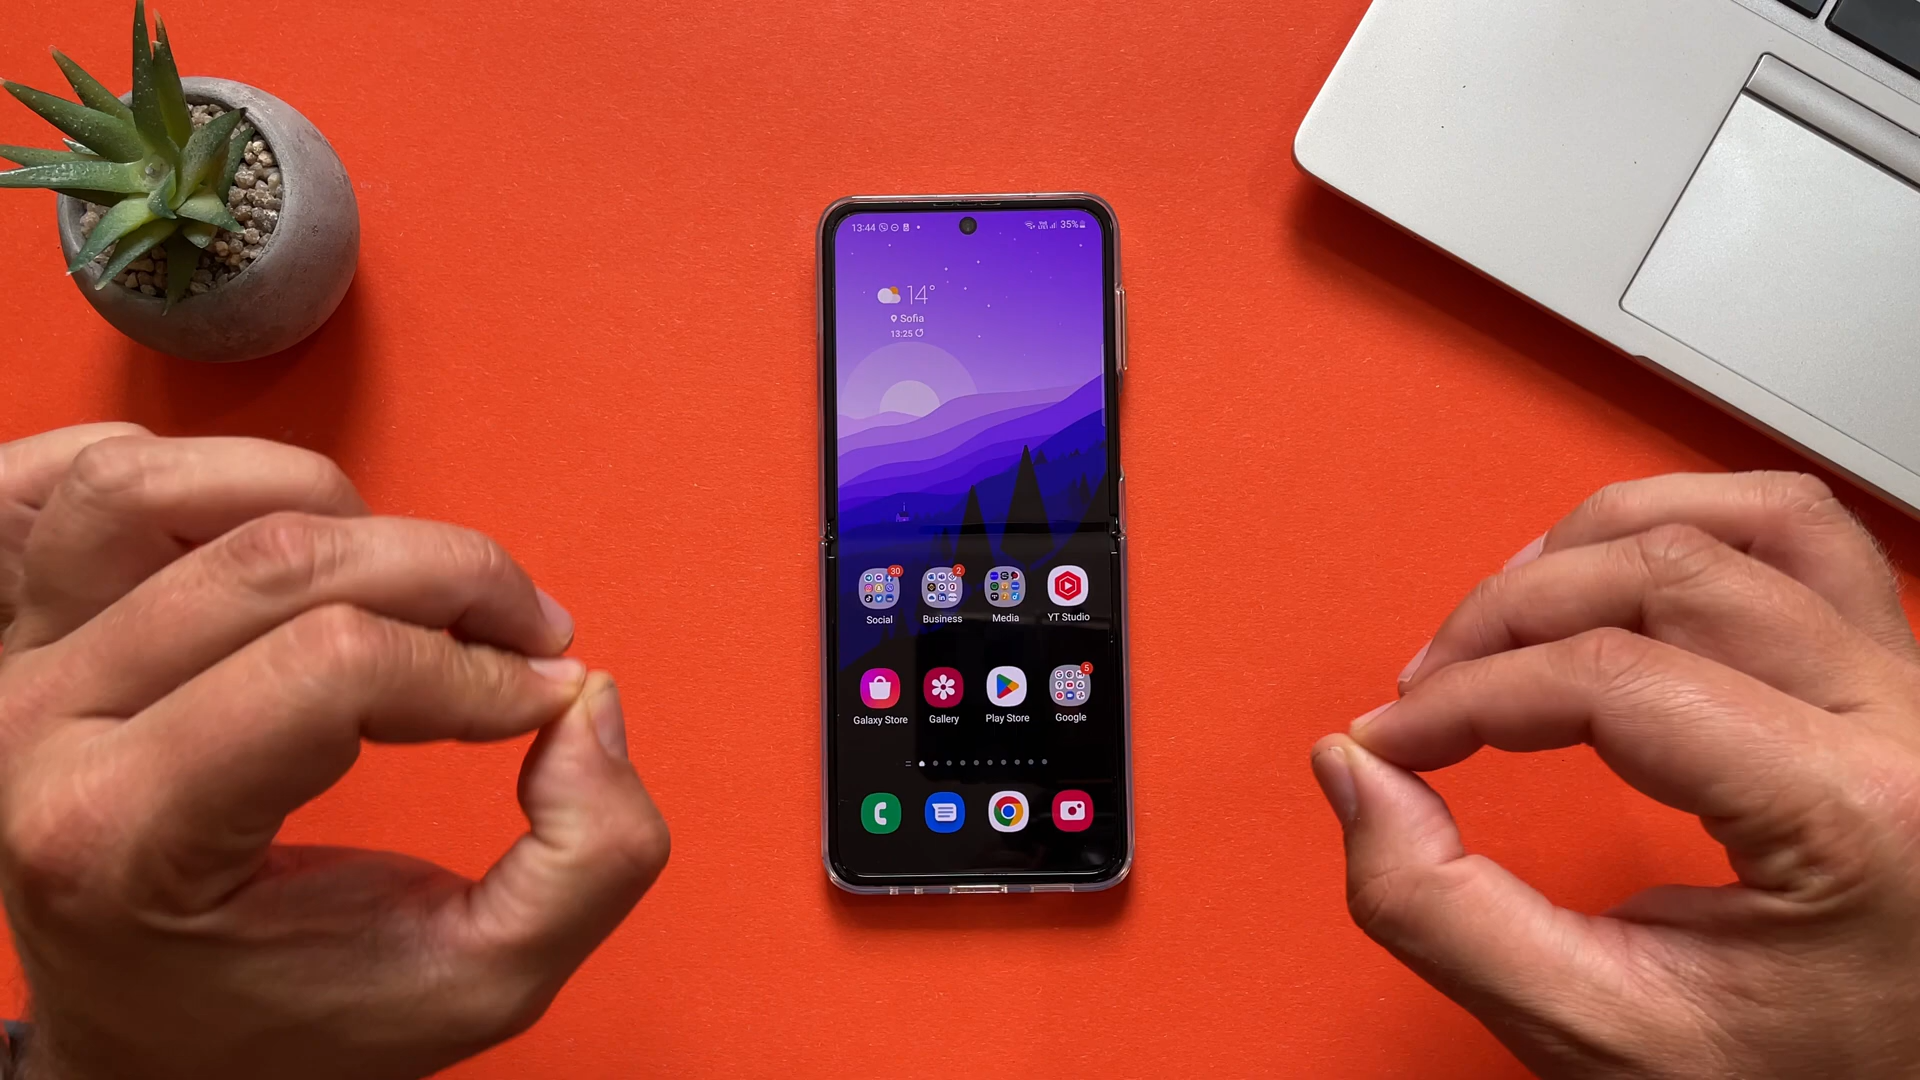 13:44
35%
14°
Sofia
13:25
30
2
Social
Business
Media
YT Studio
5
Galaxy Store
Gallery
Play Store
Google